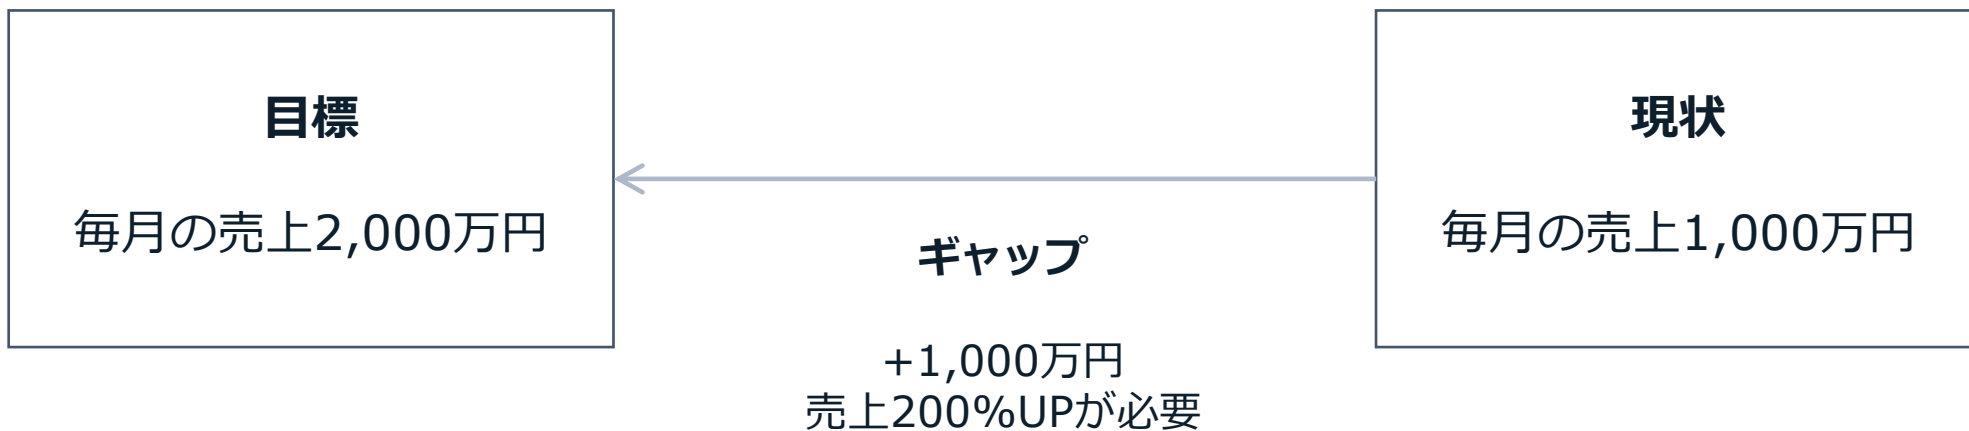 目標
毎月の売上2,000万円
ギャップ
+1,000万円
売上200%UPが必要
現状
毎月の売上1,000万円